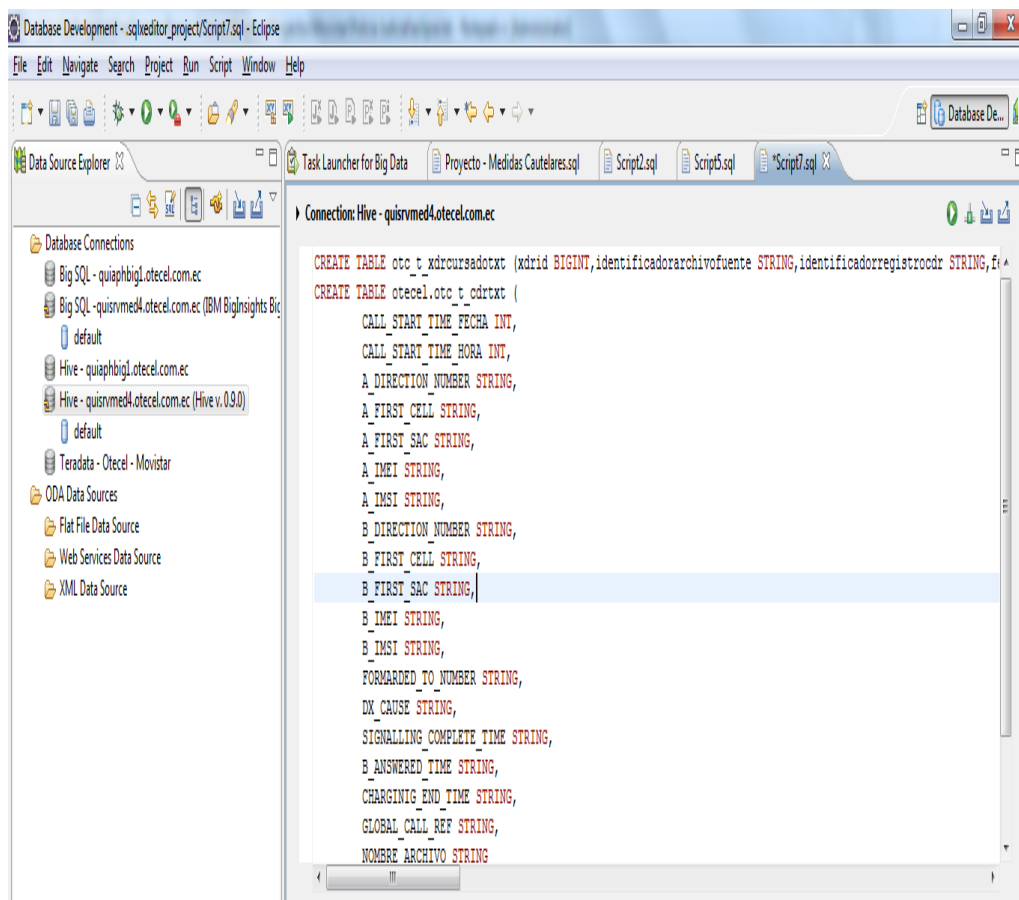 Database Development - .sqlxeditor_project/Script7.sql - Eclipse
File Edit Navigate Search Project Run Script Window Help
Database De...
Data Source Explorer
Database Connections
Big SQL - quiaphbig1.otecel.com.ec
Big SQL -quisrvmed4.otecel.com.ec (IBM BigInsights Big
default
Hive - quiaphbig1.otecel.com.ec
Hive - quisrvmed4.otecel.com.ec (Hive v. 0.9.0)
default
Teradata - Otecel - Movistar
ODA Data Sources
Flat File Data Source
Web Services Data Source
XML Data Source
Task Launcher for Big Data
Proyecto - Medidas Cautelares.sql
Script2.sql
Script5.sql
*Script7.sql
Connection: Hive - quisrvmed4.otecel.com.ec
CREATE TABLE otc_t_xdrcursadotxt (xdrid BIGINT,identificadorarchivofuente STRING,identificadorregistrocdr STRING,fe
CREATE TABLE otecel.otc_t_cdrtxt (
CALL_START_TIME_FECHA INT,
CALL_START_TIME_HORA INT,
A_DIRECTION_NUMBER STRING,
A_FIRST_CELL STRING,
A_FIRST_SAC STRING,
A_IMEI STRING,
A_IMSI STRING,
B_DIRECTION_NUMBER STRING,
B_FIRST_CELL STRING,
B_FIRST_SAC STRING,
B_IMEI STRING,
B_IMSI STRING,
FORMARDED_TO_NUMBER STRING,
DX_CAUSE STRING,
SIGNALLING_COMPLETE_TIME STRING,
B_ANSWERED_TIME STRING,
CHARGINIG_END_TIME STRING,
GLOBAL_CALL_REF STRING,
NOMBRE_ARCHIVO STRING